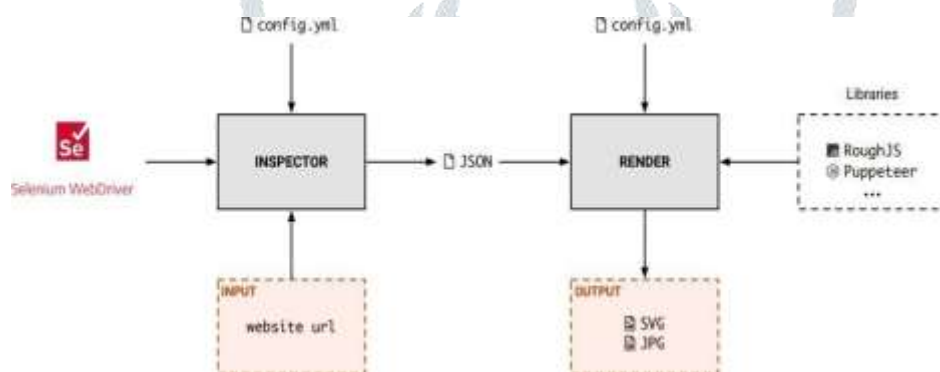 config.yml
config.yml
Libraries
Se
Selenium WebDriver
INSPECTOR
JSON
RENDER
RoughJS
Puppeteer
...
INPUT
website url
OUTPUT
SVG
JPG